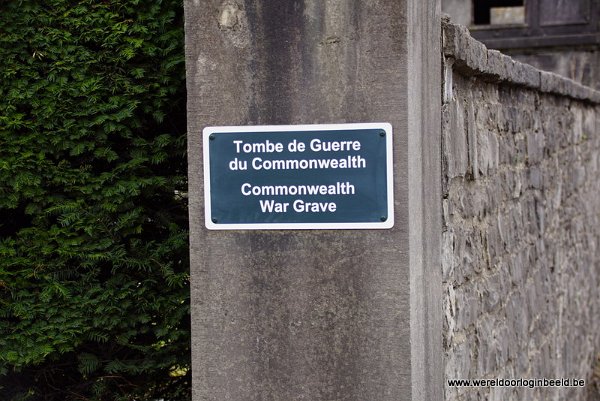 Tombe de Guerre
du Commonwealth
Commonwealth
War Grave
www.wereldoorloginbeeld.be